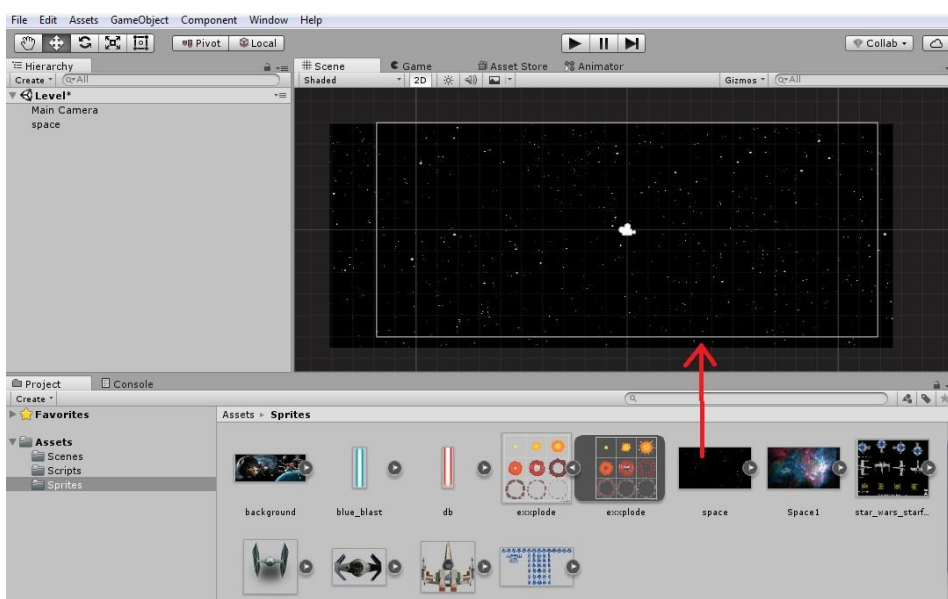 File Edit Assets GameObject Component Window Help
Pivot Local Collab
Hierarchy
Create All
Level*
Main Camera
space
Scene Game Asset Store Animator
Shaded 2D Gizmos All
Project Console
Create
Favorites
Assets
Scenes
Scripts
Sprites
Assets Sprites
background blue_blast db exxplode exxplode space Space1 star_wars_starf...